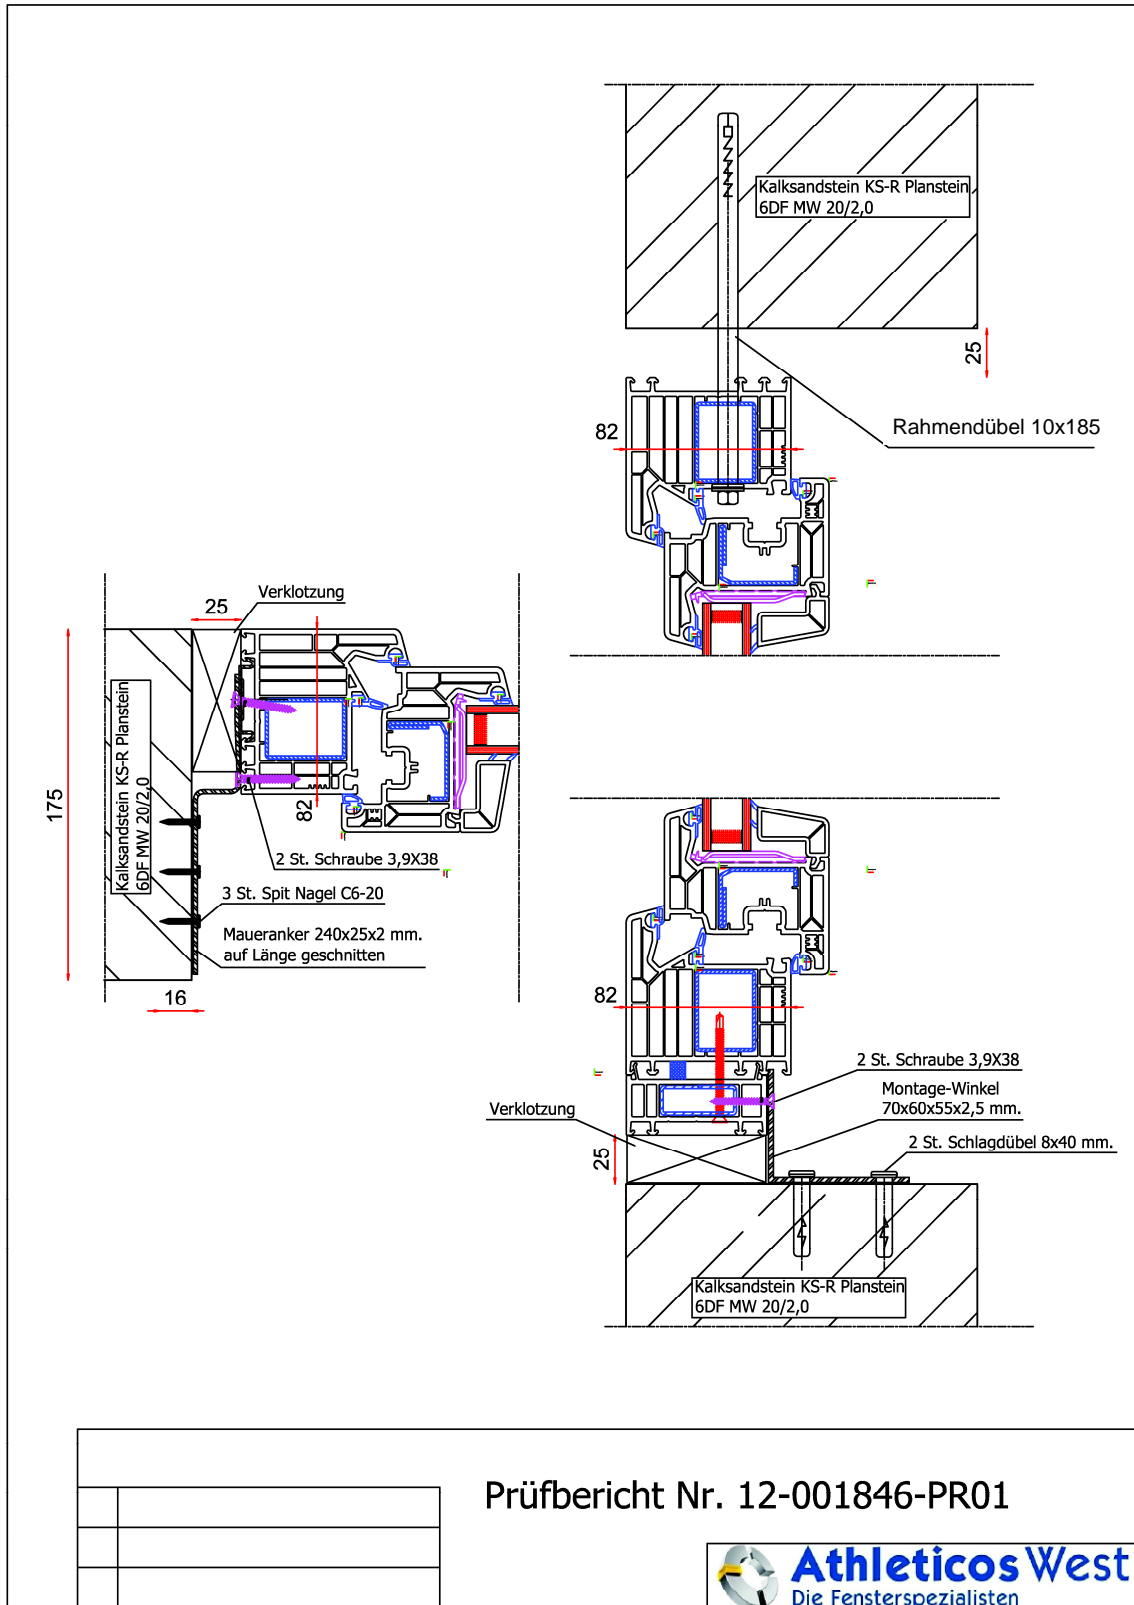 Kalksandstein KS-R Planstein
6DF MW 20/2,0
25
82
Rahmendübel 10x185
Verklotzung
25
175
Kalksandstein KS-R Planstein
6DF MW 20/2,0
82
2 St. Schraube 3,9X38
3 St. Spit Nagel C6-20
Maueranker 240x25x2 mm.
auf Länge geschnitten
16
82
2 St. Schraube 3,9X38
Montage-Winkel
70x60x55x2,5 mm.
Verklotzung
2 St. Schlagdübel 8x40 mm.
25
Kalksandstein KS-R Planstein
6DF MW 20/2,0
Prüfbericht Nr. 12-001846-PR01
Athleticos West
Die Fensterspezialisten